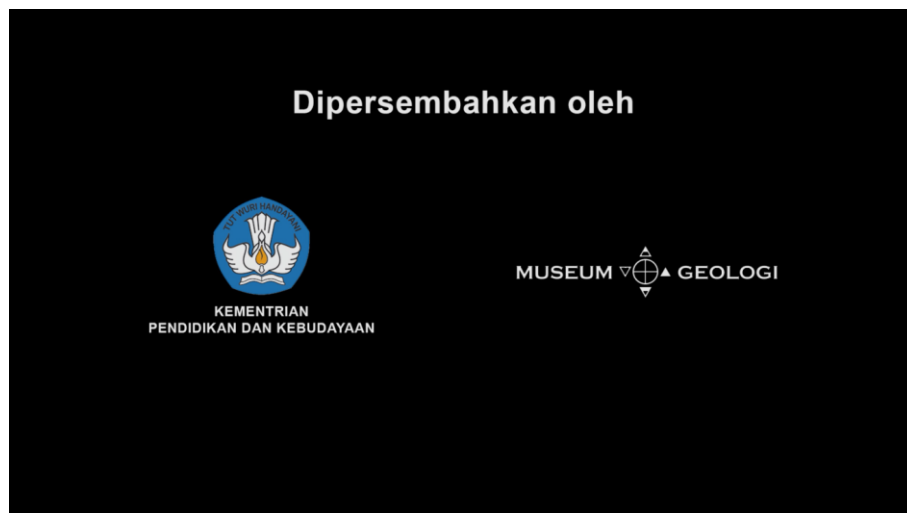 Dipersembahkan oleh
TUT WURI HANDAYANI
KEMENTRIAN
PENDIDIKAN DAN KEBUDAYAAN
MUSEUM GEOLOGI